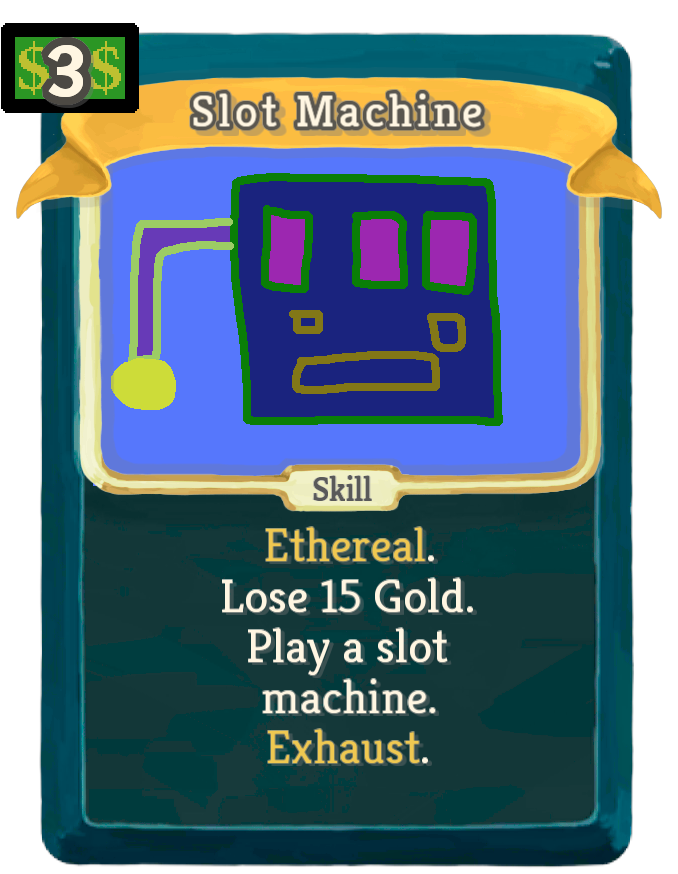 $3$
Slot Machine
Skill
Ethereal.
Lose 15 Gold.
Play a slot
machine.
Exhaust.